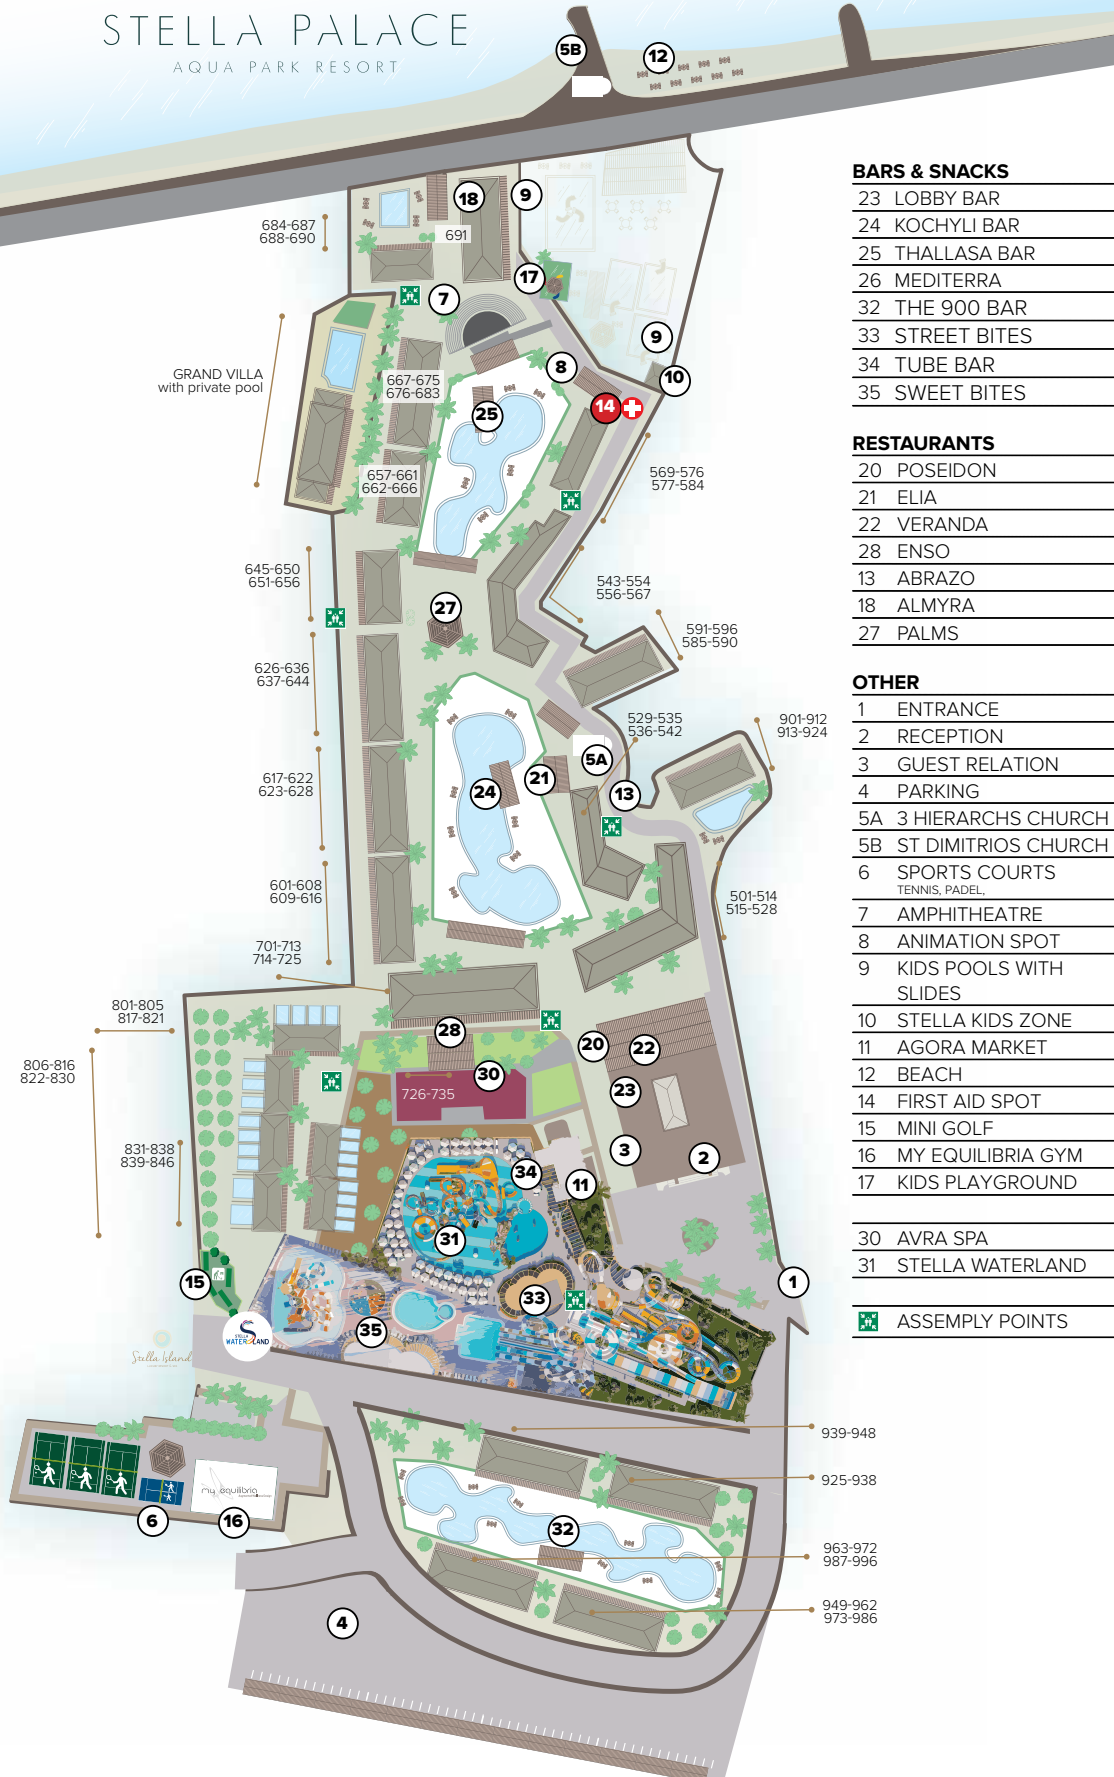 STELLA PALACE
AQUA PARK RESORT
5B
12
18
9
684-687
688-690
691
17
7
9
GRAND VILLA
with private pool
8
10
667-675
676-683
14
25
657-661
662-666
569-576
577-584
645-650
651-656
543-554
556-567
27
591-596
585-590
626-636
637-644
529-535
536-542
901-912
913-924
5A
617-622
623-628
21
24
13
601-608
609-616
501-514
515-528
701-713
714-725
801-805
817-821
28
20
22
806-816
822-830
30
726-735
23
831-838
839-846
3
2
34
11
31
15
1
33
35
STELLA
WATERLAND
Stella Island
939-948
925-938
my equilibria
6
16
32
963-972
987-996
949-962
973-986
4
BARS & SNACKS
23 LOBBY BAR
24 KOCHYLI BAR
25 THALLASA BAR
26 MEDITERRA
32 THE 900 BAR
33 STREET BITES
34 TUBE BAR
35 SWEET BITES
RESTAURANTS
20 POSEIDON
21 ELIA
22 VERANDA
28 ENSO
13 ABRAZO
18 ALMYRA
27 PALMS
OTHER
1 ENTRANCE
2 RECEPTION
3 GUEST RELATION
4 PARKING
5A 3 HIERARCHS CHURCH
5B ST DIMITRIOS CHURCH
6 SPORTS COURTS
TENNIS, PADEL,
7 AMPHITHEATRE
8 ANIMATION SPOT
9 KIDS POOLS WITH
SLIDES
10 STELLA KIDS ZONE
11 AGORA MARKET
12 BEACH
14 FIRST AID SPOT
15 MINI GOLF
16 MY EQUILIBRIA GYM
17 KIDS PLAYGROUND
30 AVRA SPA
31 STELLA WATERLAND
ASSEMPLY POINTS